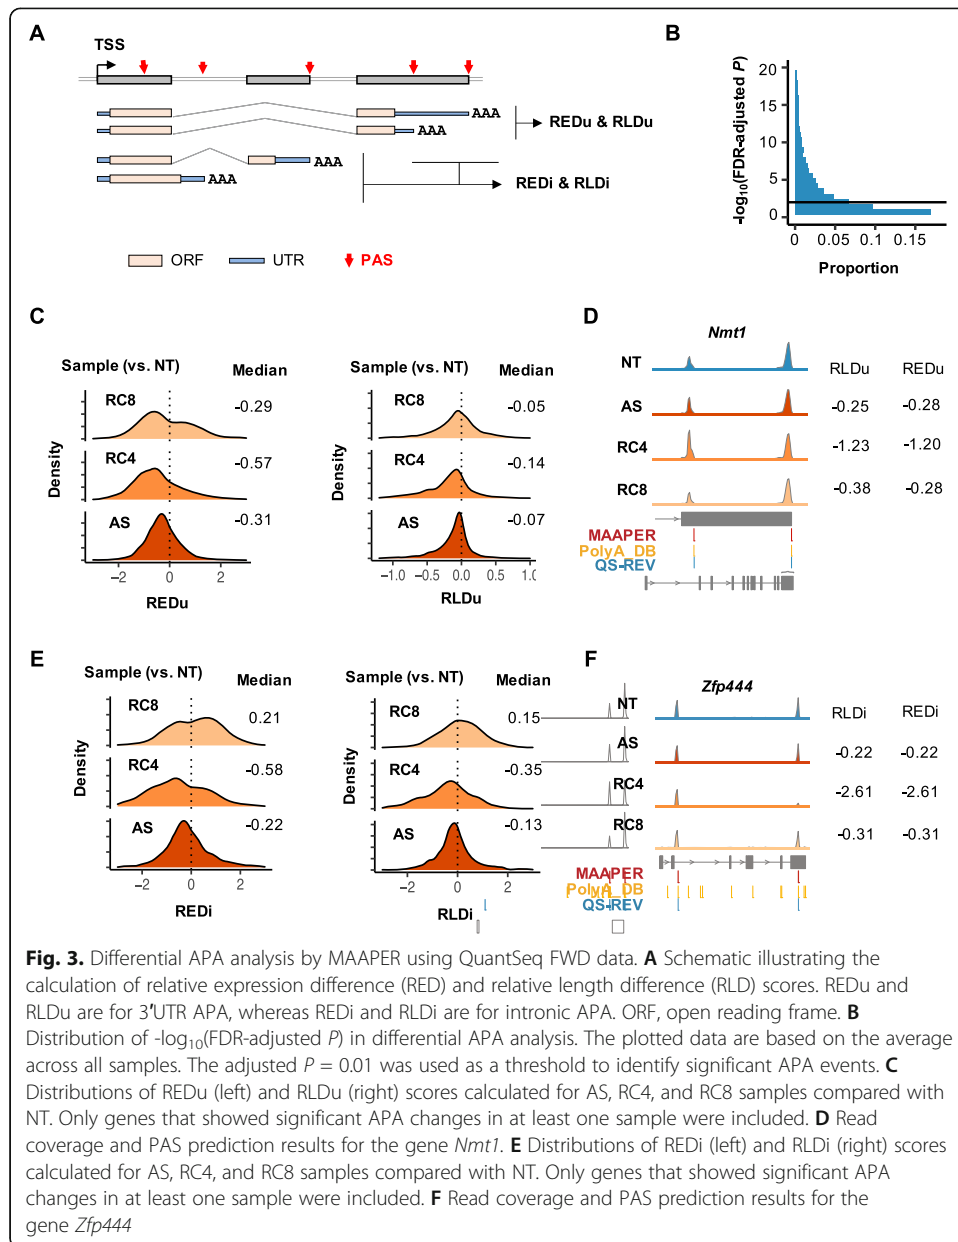 A
TSS
AAA
AAA
REDu & RLDu
AAA
AAA
REDi & RLDi
ORF
UTR
PAS
B
-log10(FDR-adjusted P)
20
15
10
5
0
0 0.05 0.1 0.15
Proportion
C
Sample (vs. NT) Median
RC8 -0.29
RC4 -0.57
AS -0.31
Density
−2 0 2
REDu
Sample (vs. NT) Median
RC8 -0.05
RC4 -0.14
AS -0.07
Density
−1.0 −0.5 0.0 0.5 1.0
RLDu
D
Nmt1
NT RLDu REDu
AS -0.25 -0.28
RC4 -1.23 -1.20
RC8 -0.38 -0.28
MAAPER
PolyA_DB
QS-REV
E
Sample (vs. NT) Median
RC8 0.21
RC4 -0.58
AS -0.22
Density
−2 0 2
REDi
Sample (vs. NT) Median
RC8 0.15
RC4 -0.35
AS -0.13
Density
−2 0 2
RLDi
F
Zfp444
NT RLDi REDi
AS -0.22 -0.22
RC4 -2.61 -2.61
RC8 -0.31 -0.31
MAAPER
PolyA_DB
QS-REV
Fig. 3. Differential APA analysis by MAAPER using QuantSeq FWD data. A Schematic illustrating the
calculation of relative expression difference (RED) and relative length difference (RLD) scores. REDu and
RLDu are for 3′UTR APA, whereas REDi and RLDi are for intronic APA. ORF, open reading frame. B
Distribution of -log10(FDR-adjusted P) in differential APA analysis. The plotted data are based on the average
across all samples. The adjusted P = 0.01 was used as a threshold to identify significant APA events. C
Distributions of REDu (left) and RLDu (right) scores calculated for AS, RC4, and RC8 samples compared with
NT. Only genes that showed significant APA changes in at least one sample were included. D Read
coverage and PAS prediction results for the gene Nmt1. E Distributions of REDi (left) and RLDi (right) scores
calculated for AS, RC4, and RC8 samples compared with NT. Only genes that showed significant APA
changes in at least one sample were included. F Read coverage and PAS prediction results for the
gene Zfp444